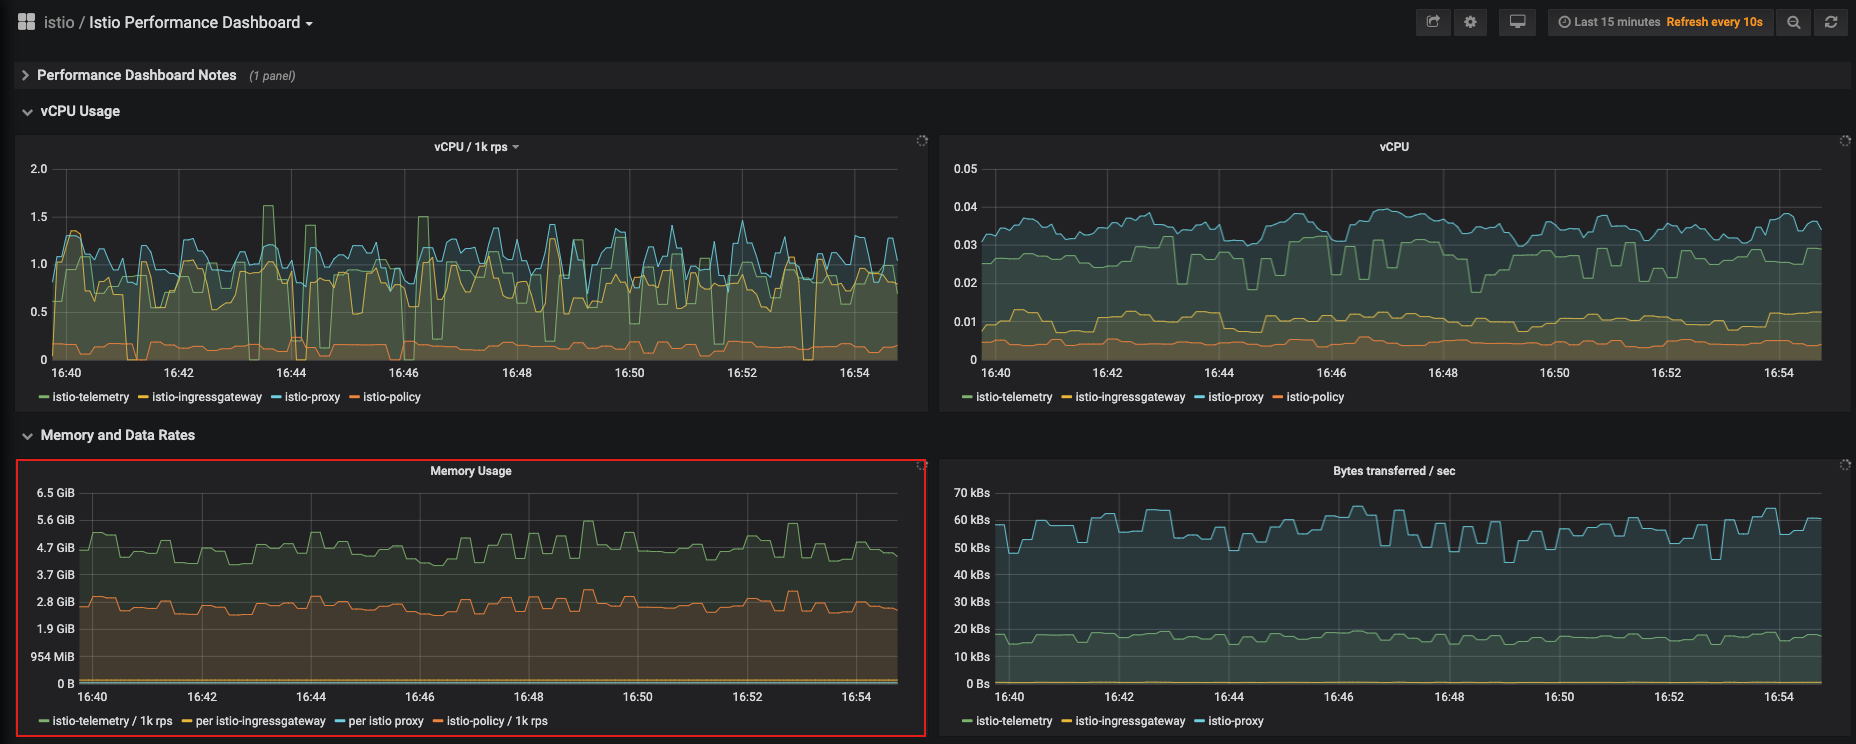 istio / Istio Performance Dashboard
Last 15 minutes Refresh every 10s
Performance Dashboard Notes (1 panel)
vCPU Usage
vCPU / 1k rps
2.0
1.5
1.0
0.5
0
16:40 16:42 16:44 16:46 16:48 16:50 16:52 16:54
istio-telemetry istio-ingressgateway istio-proxy istio-policy
vCPU
0.05
0.04
0.03
0.02
0.01
0
16:40 16:42 16:44 16:46 16:48 16:50 16:52 16:54
istio-telemetry istio-ingressgateway istio-proxy istio-policy
Memory and Data Rates
Memory Usage
6.5 GiB
5.6 GiB
4.7 GiB
3.7 GiB
2.8 GiB
1.9 GiB
954 MiB
0 B
16:40 16:42 16:44 16:46 16:48 16:50 16:52 16:54
istio-telemetry / 1k rps per istio-ingressgateway per istio proxy istio-policy / 1k rps
Bytes transferred / sec
70 kBs
60 kBs
50 kBs
40 kBs
30 kBs
20 kBs
10 kBs
0 Bs
16:40 16:42 16:44 16:46 16:48 16:50 16:52 16:54
istio-telemetry istio-ingressgateway istio-proxy